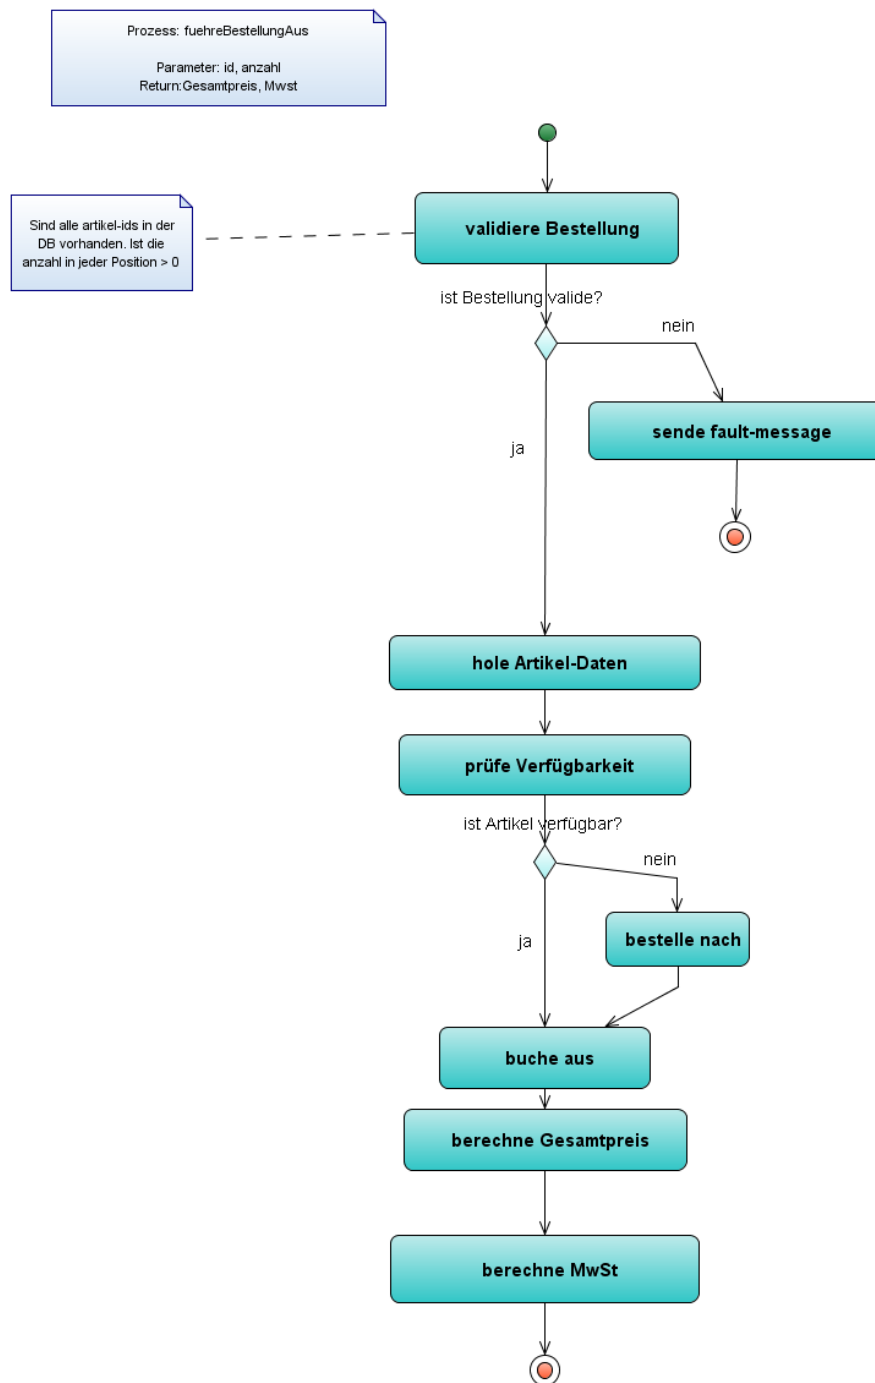 Prozess: fuehreBestellungAus
Parameter: id, anzahl
Return:Gesamtpreis, Mwst
Sind alle artikel-ids in der
DB vorhanden. Ist die
anzahl in jeder Position > 0
validiere Bestellung
ist Bestellung valide?
nein
sende fault-message
ja
hole Artikel-Daten
prüfe Verfügbarkeit
ist Artikel verfügbar?
nein
bestelle nach
ja
buche aus
berechne Gesamtpreis
berechne MwSt